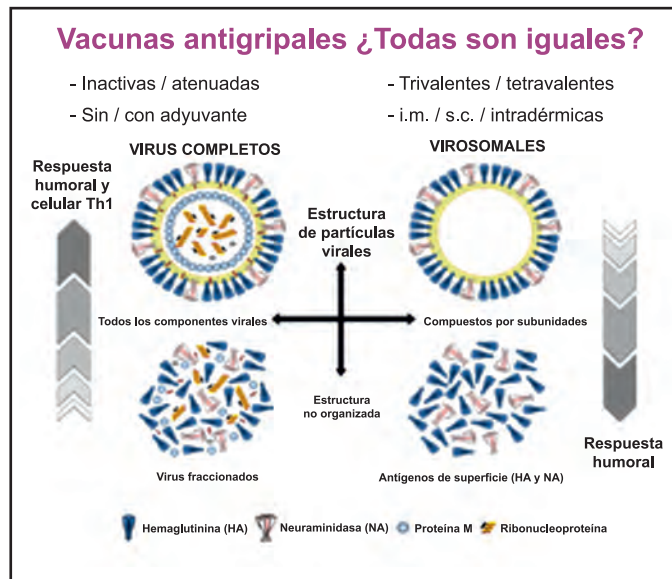 Vacunas antigripales ¿Todas son iguales?
- Inactivas / atenuadas
- Sin / con adyuvante
- Trivalentes / tetravalentes
- i.m. / s.c. / intradérmicas
Respuesta
humoral y
celular Th1
VIRUS COMPLETOS
VIROSOMALES
Estructura
de partículas
virales
Todos los componentes virales
Compuestos por subunidades
Estructura
no organizada
Virus fraccionados
Antígenos de superficie (HA y NA)
Respuesta
humoral
Hemaglutinina (HA)
Neuraminidasa (NA)
Proteína M
Ribonucleoproteína